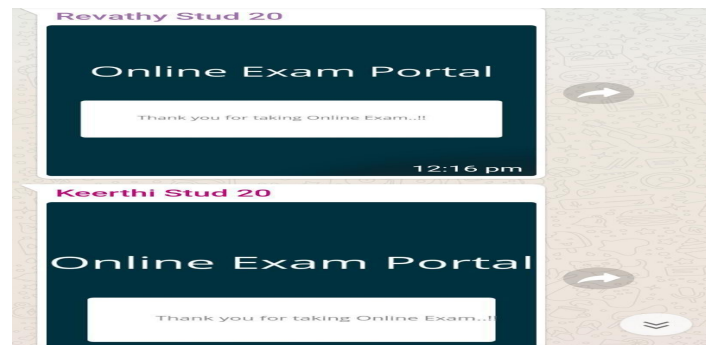 Revathy Stud 20
Online Exam Portal
Thank you for taking Online Exam..!!
12:16 pm
Keerthi Stud 20
Online Exam Portal
Thank you for taking Online Exam..!!